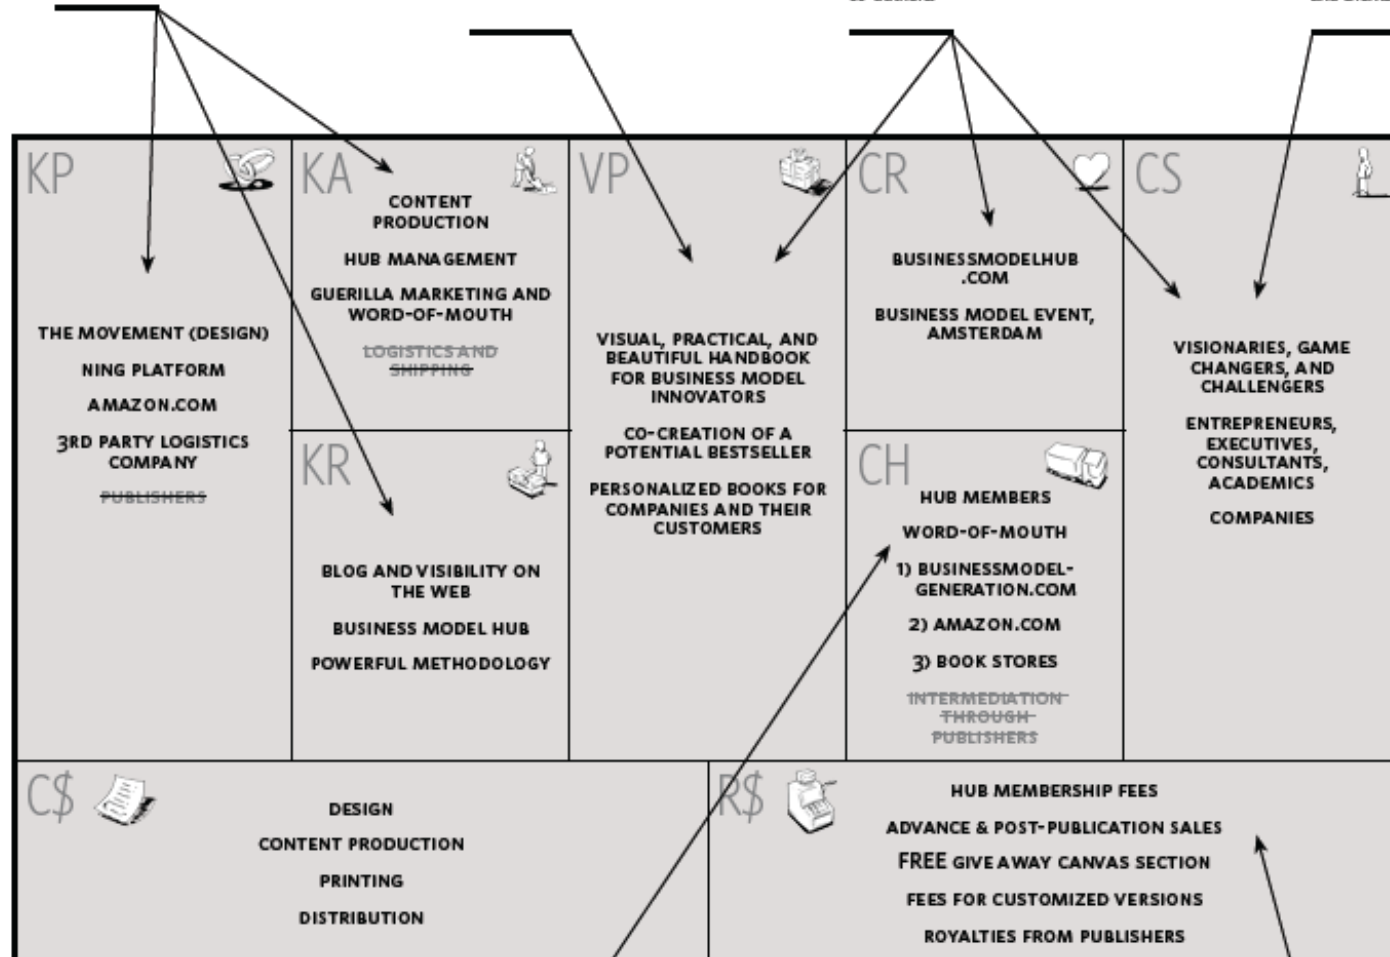 KP
THE MOVEMENT (DESIGN)
NING PLATFORM
AMAZON.COM
3RD PARTY LOGISTICS
COMPANY
PUBLISHERS
KA
CONTENT
PRODUCTION
HUB MANAGEMENT
GUERILLA MARKETING AND
WORD-OF-MOUTH
LOGISTICS AND
SHIPPING
KR
BLOG AND VISIBILITY ON
THE WEB
BUSINESS MODEL HUB
POWERFUL METHODOLOGY
VP
VISUAL, PRACTICAL, AND
BEAUTIFUL HANDBOOK
FOR BUSINESS MODEL
INNOVATORS
CO-CREATION OF A
POTENTIAL BESTSELLER
PERSONALIZED BOOKS FOR
COMPANIES AND THEIR
CUSTOMERS
CR
BUSINESSMODELHUB
.COM
BUSINESS MODEL EVENT,
AMSTERDAM
CH
HUB MEMBERS
WORD-OF-MOUTH
1) BUSINESSMODEL-
GENERATION.COM
2) AMAZON.COM
3) BOOK STORES
INTERMEDIATION
THROUGH
PUBLISHERS
CS
VISIONARIES, GAME
CHANGERS, AND
CHALLENGERS
ENTREPRENEURS,
EXECUTIVES,
CONSULTANTS,
ACADEMICS
COMPANIES
C$
DESIGN
CONTENT PRODUCTION
PRINTING
DISTRIBUTION
R$
HUB MEMBERSHIP FEES
ADVANCE & POST-PUBLICATION SALES
FREE GIVE AWAY CANVAS SECTION
FEES FOR CUSTOMIZED VERSIONS
ROYALTIES FROM PUBLISHERS